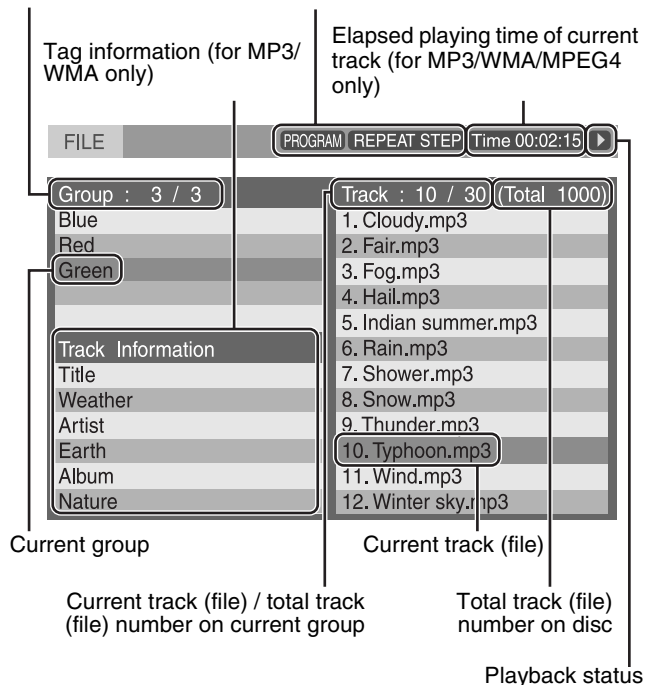 Tag information (for MP3/
WMA only)
Elapsed playing time of current
track (for MP3/WMA/MPEG4
only)
FILE
PROGRAM REPEAT STEP Time 00:02:15
Group : 3 / 3
Blue
Red
Green
Track Information
Title
Weather
Artist
Earth
Album
Nature
Track : 10 / 30 (Total 1000)
1. Cloudy.mp3
2. Fair.mp3
3. Fog.mp3
4. Hail.mp3
5. Indian summer.mp3
6. Rain.mp3
7. Shower.mp3
8. Snow.mp3
9. Thunder.mp3
10. Typhoon.mp3
11. Wind.mp3
12. Winter sky.mp3
Current group
Current track (file)
Current track (file) / total track
(file) number on current group
Total track (file)
number on disc
Playback status